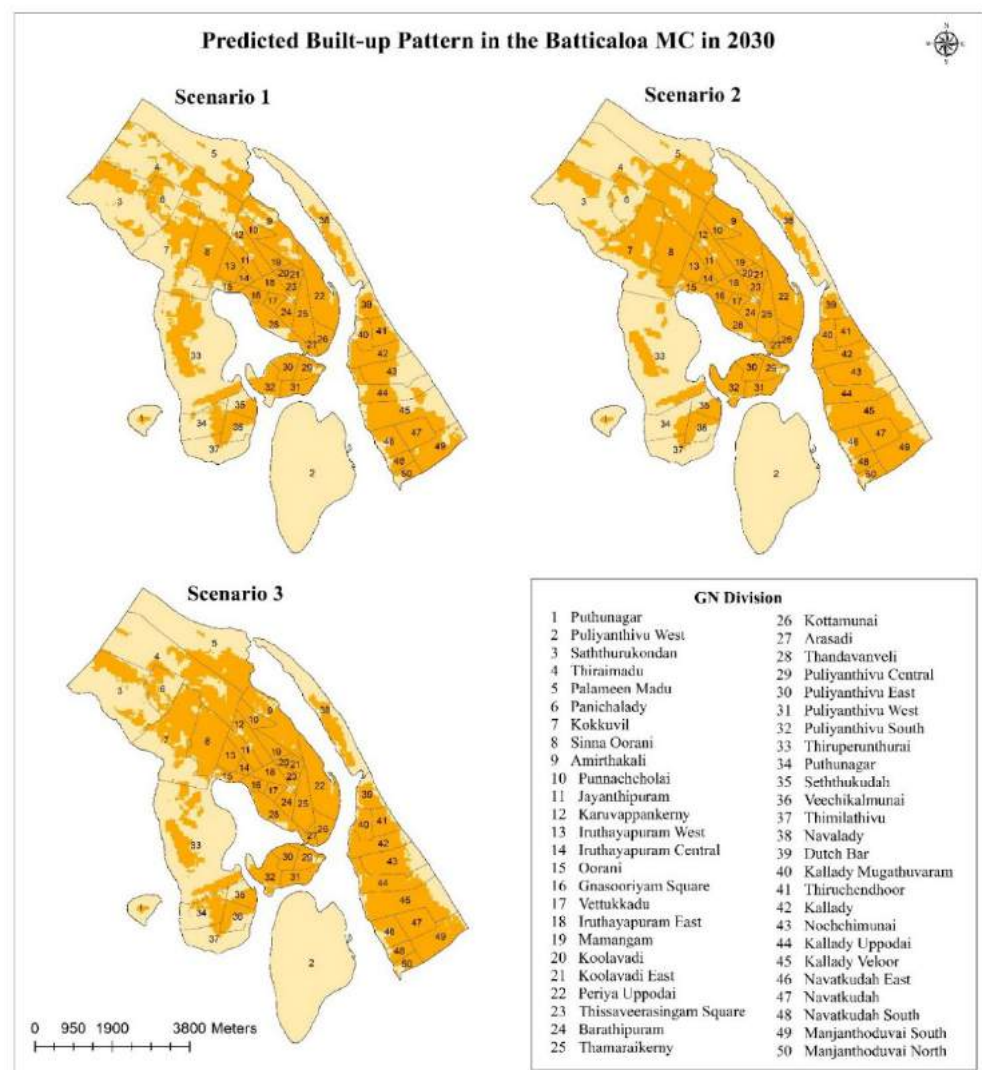 Predicted Built-up Pattern in the Batticaloa MC in 2030
N
S
Scenario 1
Scenario 2
Scenario 3
GN Division
1 Puthunagar
2 Puliyanthivu West
3 Saththurukondan
4 Thiraimadu
5 Palameen Madu
6 Panichalady
7 Kokkuvil
8 Sinna Oorani
9 Amirthakali
10 Punnachcholai
11 Jayanthipuram
12 Karuvappankerny
13 Iruthayapuram West
14 Iruthayapuram Central
15 Oorani
16 Gnasooriyam Square
17 Vettukkadu
18 Iruthayapuram East
19 Mamangam
20 Koolavadi
21 Koolavadi East
22 Periya Uppodai
23 Thissaveerasingam Square
24 Barathipuram
25 Thamaraikerny
26 Kottamunai
27 Arasadi
28 Thandavanveli
29 Puliyanthivu Central
30 Puliyanthivu East
31 Puliyanthivu West
32 Puliyanthivu South
33 Thiruperunthurai
34 Puthunagar
35 Seththukudah
36 Veechikalmunai
37 Thimilathivu
38 Navalady
39 Dutch Bar
40 Kallady Mugathuvaram
41 Thiruchendhoor
42 Kallady
43 Nochchimunai
44 Kallady Uppodai
45 Kallady Veloor
46 Navatkudah East
47 Navatkudah
48 Navatkudah South
49 Manjanthoduvai South
50 Manjanthoduvai North
0 950 1900 3800 Meters